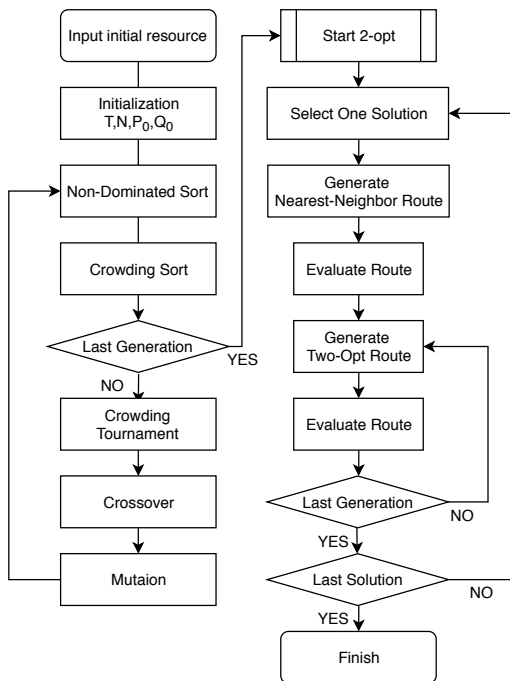 Input initial resource
Initialization
T,N,P0,Q0
Non-Dominated Sort
Crowding Sort
Last Generation
YES
NO
Crowding
Tournament
Crossover
Mutaion
Start 2-opt
Select One Solution
Generate
Nearest-Neighbor Route
Evaluate Route
Generate
Two-Opt Route
Evaluate Route
Last Generation
NO
YES
Last Solution
NO
YES
Finish